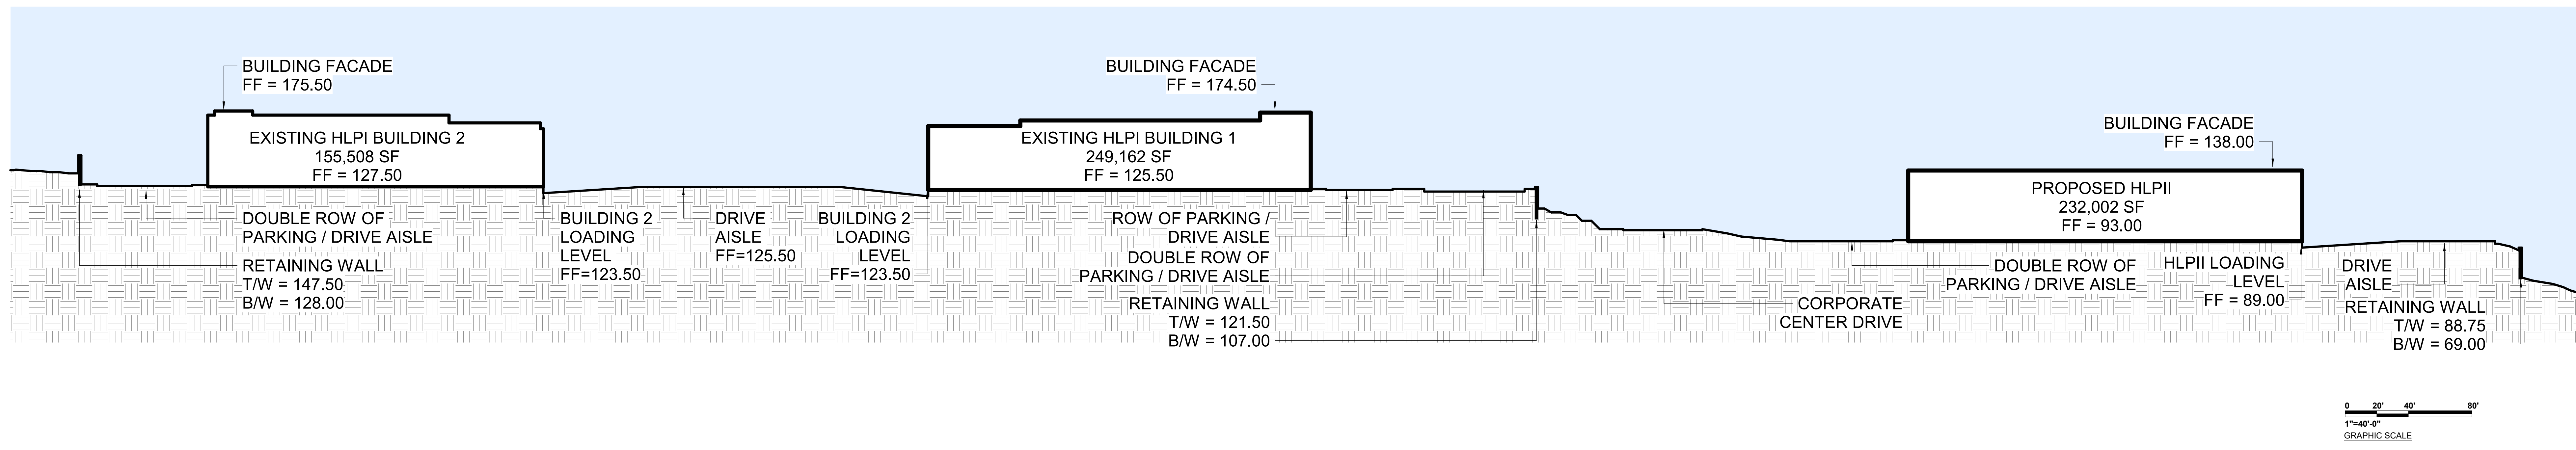 BUILDING FACADE
FF = 175.50
EXISTING HLPI BUILDING 2
155,508 SF
FF = 127.50
DOUBLE ROW OF
PARKING / DRIVE AISLE
RETAINING WALL
T/W = 147.50
B/W = 128.00
BUILDING 2
LOADING
LEVEL
FF=123.50
DRIVE
AISLE
FF=125.50
BUILDING 2
LOADING
LEVEL
FF=123.50
BUILDING FACADE
FF = 174.50
EXISTING HLPI BUILDING 1
249,162 SF
FF = 125.50
ROW OF PARKING /
DRIVE AISLE
DOUBLE ROW OF
PARKING / DRIVE AISLE
RETAINING WALL
T/W = 121.50
B/W = 107.00
CORPORATE
CENTER DRIVE
BUILDING FACADE
FF = 138.00
PROPOSED HLPII
232,002 SF
FF = 93.00
DOUBLE ROW OF
PARKING / DRIVE AISLE
HLPII LOADING
LEVEL
FF = 89.00
DRIVE
AISLE
RETAINING WALL
T/W = 88.75
B/W = 69.00
0 20' 40' 80'
1"=40'-0"
GRAPHIC SCALE